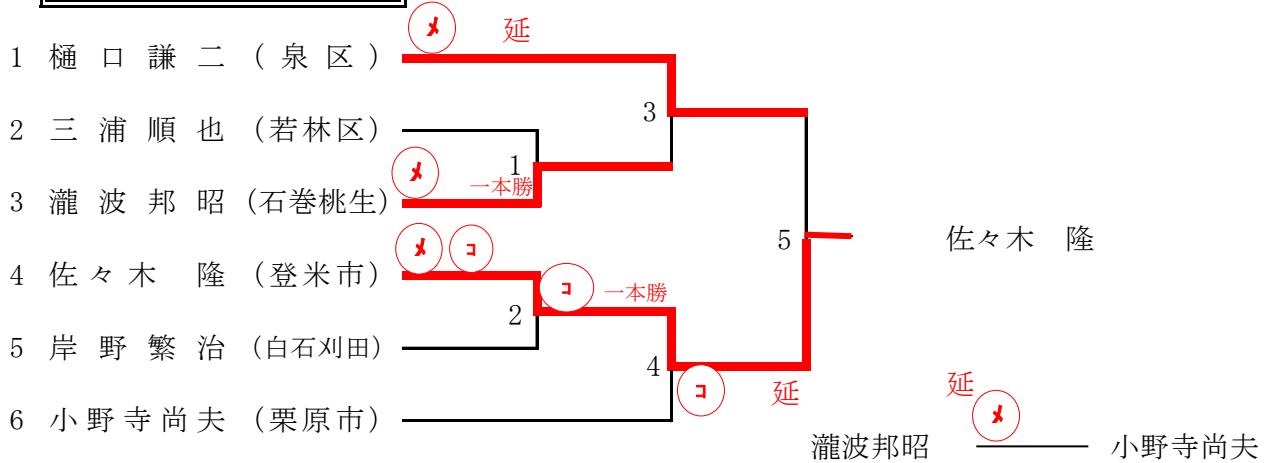 メ 延
1 樋口謙二(泉区)
3
2 三浦順也(若林区)
1
メ 一本勝
3 瀧波邦昭(石巻桃生)
メ コ
5 佐々木 隆
4 佐々木 隆(登米市)
コ 一本勝
2
5 岸野繁治(白石刈田)
4
コ 延
延
メ
6 小野寺尚夫(栗原市)
瀧波邦昭 小野寺尚夫